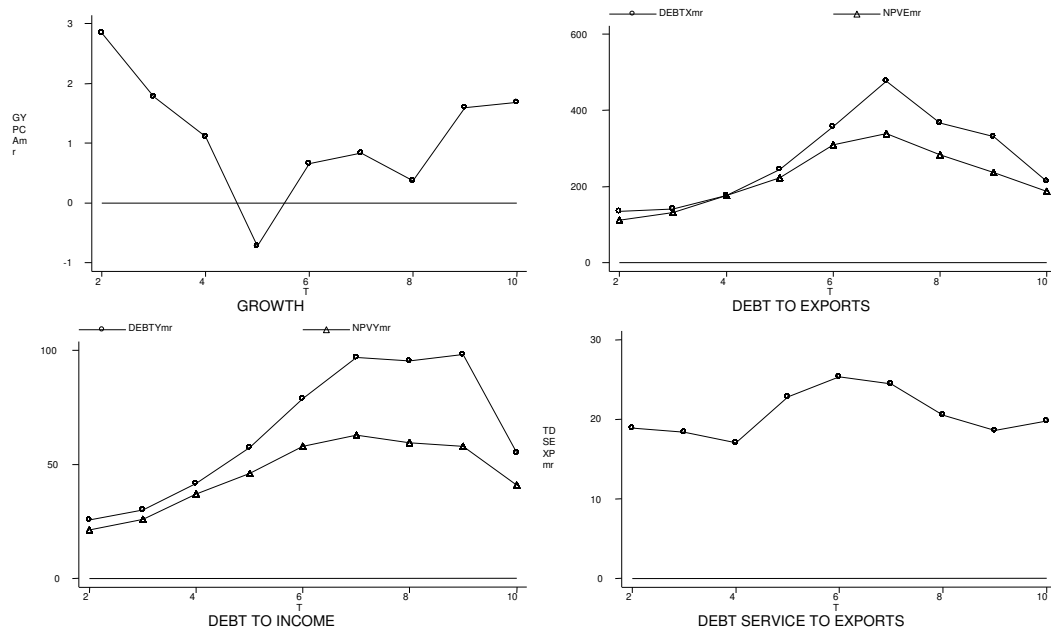 3
2
1
0
-1
GY
PC
Am
r
2
4
6
8
10
T
GROWTH
DEBTXmr
NPVEmr
600
400
200
0
2
4
6
8
10
T
DEBT TO EXPORTS
DEBTYmr
NPVYmr
100
50
0
2
4
6
8
10
T
DEBT TO INCOME
TD
SE
XP
mr
30
20
10
0
2
4
6
8
10
T
DEBT SERVICE TO EXPORTS